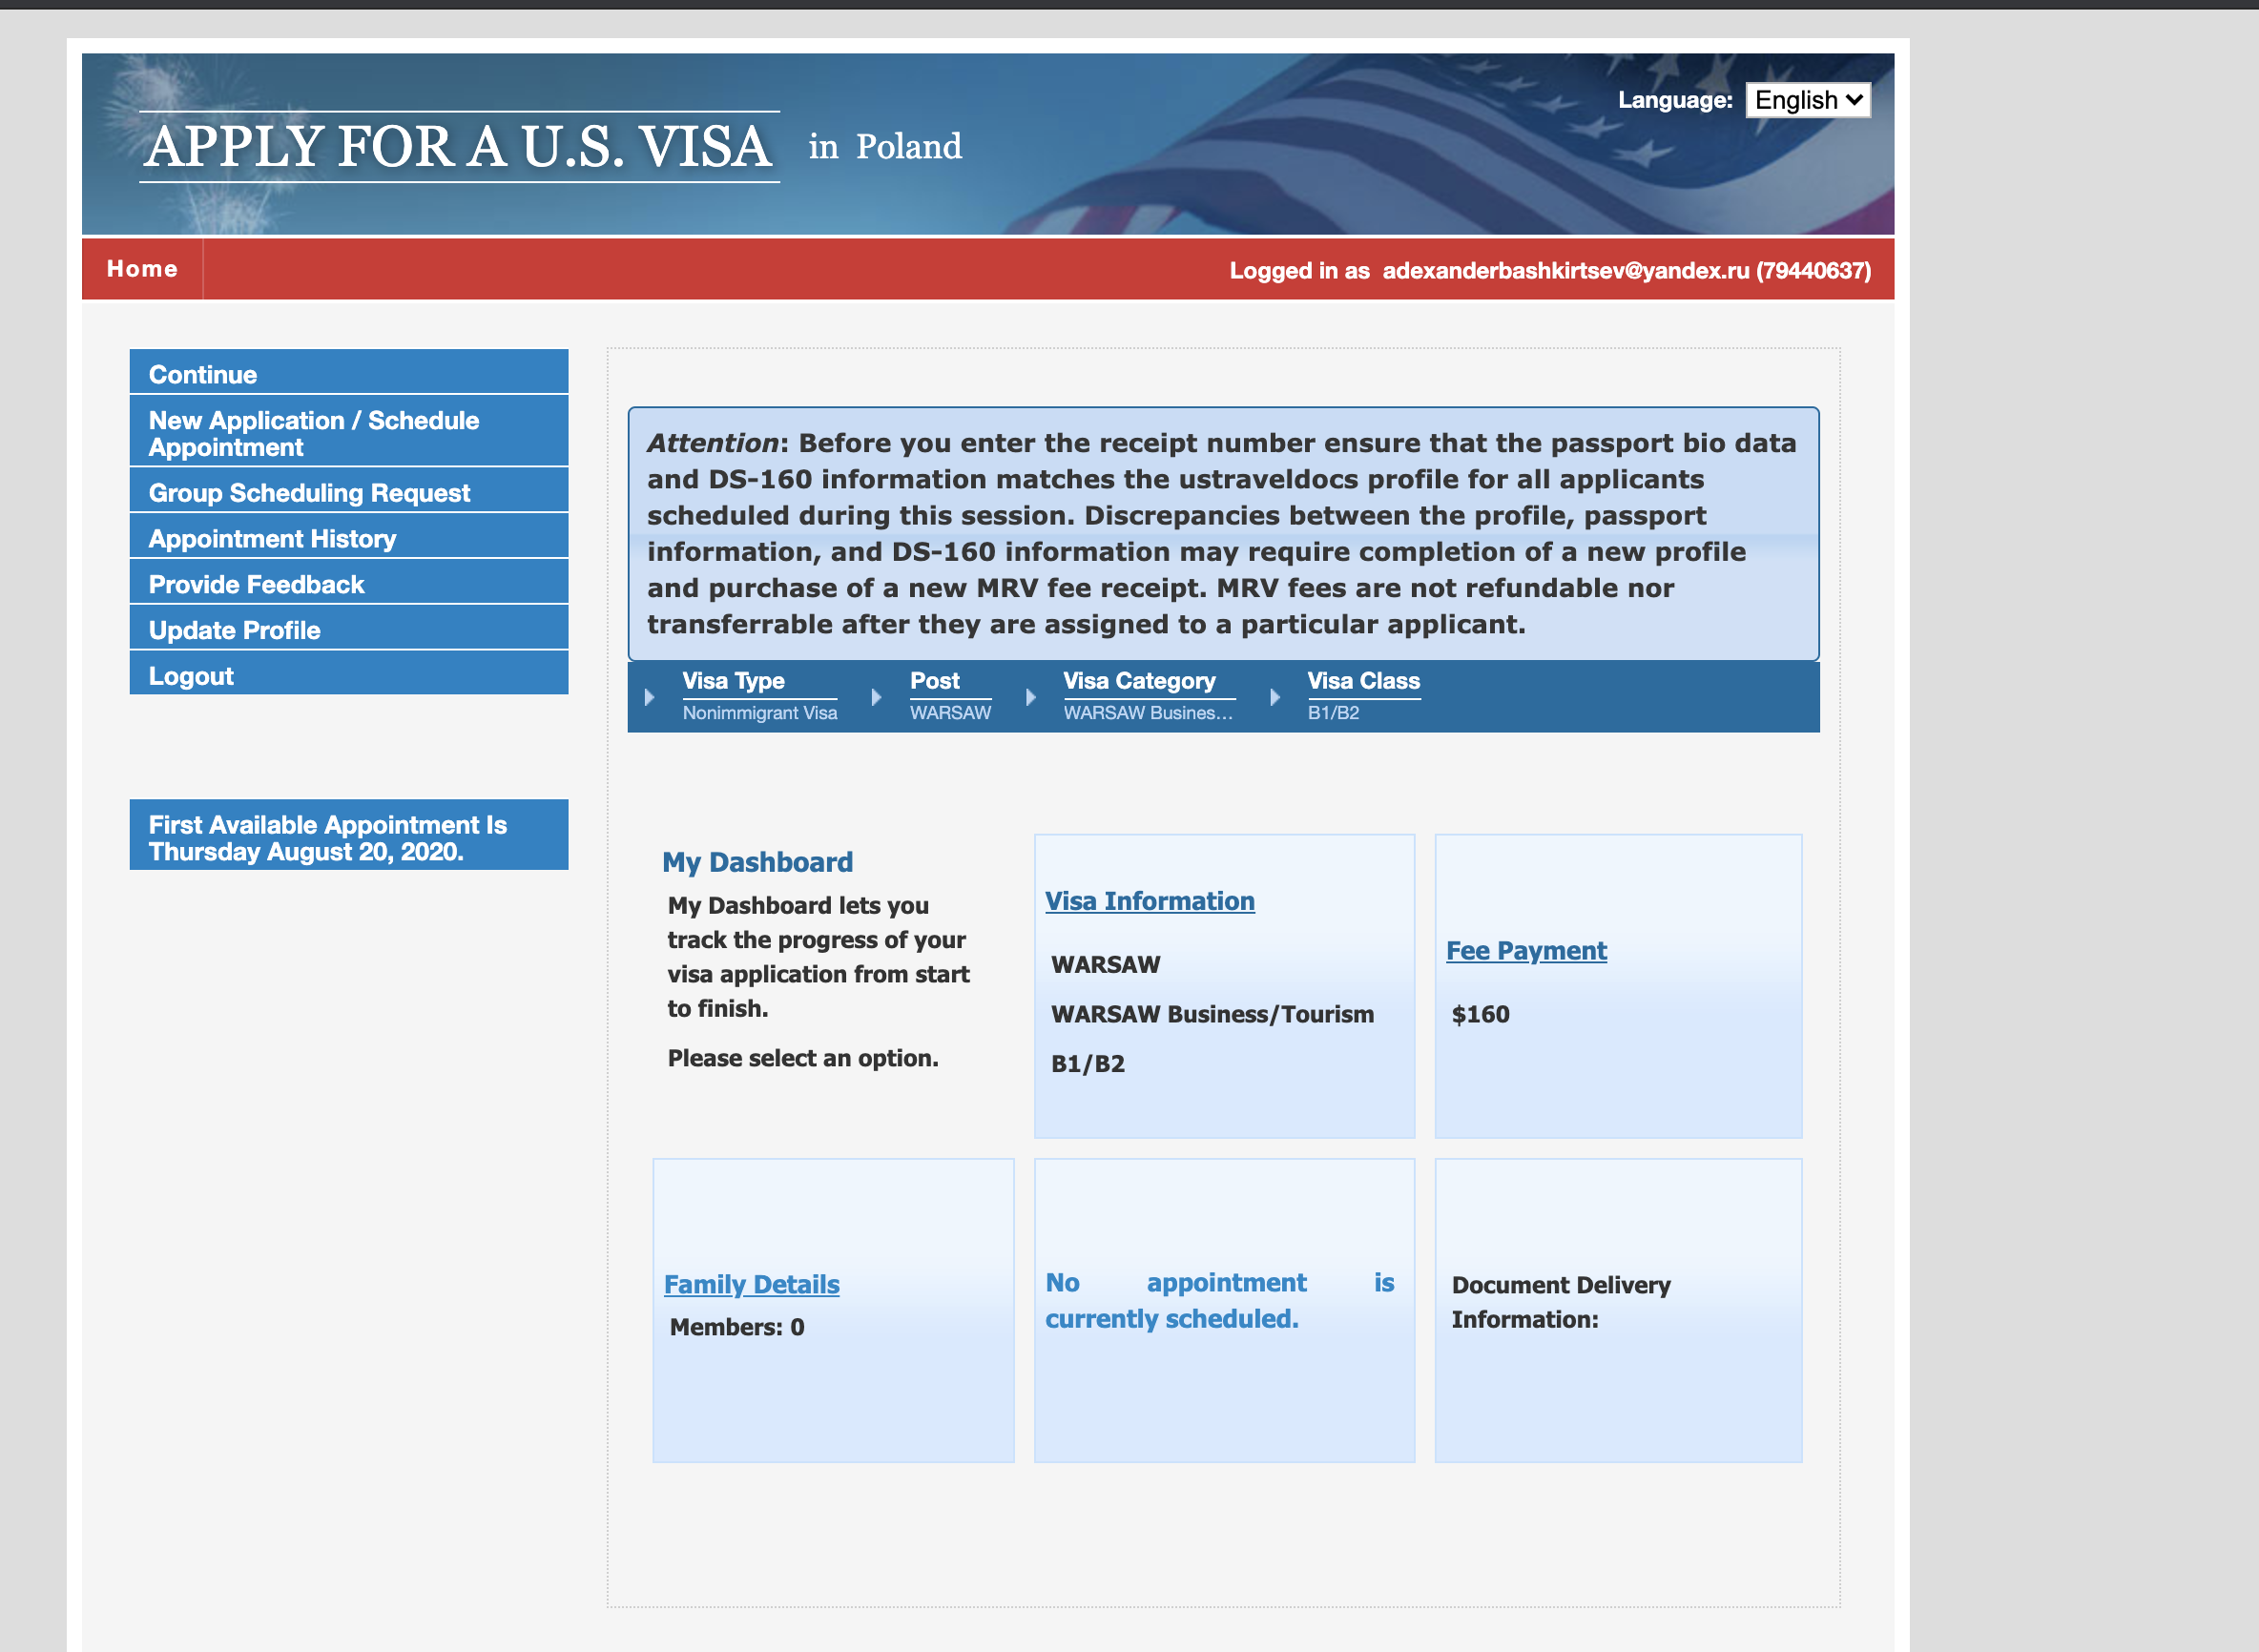 APPLY FOR A U.S. VISA in Poland
Language: English
Home
Logged in as adexanderbashkirtsev@yandex.ru (79440637)
Continue
New Application / Schedule
Appointment
Group Scheduling Request
Appointment History
Provide Feedback
Update Profile
Logout
First Available Appointment Is
Thursday August 20, 2020.
Attention: Before you enter the receipt number ensure that the passport bio data
and DS-160 information matches the ustraveldocs profile for all applicants
scheduled during this session. Discrepancies between the profile, passport
information, and DS-160 information may require completion of a new profile
and purchase of a new MRV fee receipt. MRV fees are not refundable nor
transferrable after they are assigned to a particular applicant.
Visa Type
Nonimmigrant Visa
Post
WARSAW
Visa Category
WARSAW Busines...
Visa Class
B1/B2
My Dashboard
My Dashboard lets you
track the progress of your
visa application from start
to finish.
Please select an option.
Visa Information
WARSAW
WARSAW Business/Tourism
B1/B2
Fee Payment
$160
Family Details
Members: 0
No appointment is
currently scheduled.
Document Delivery
Information: